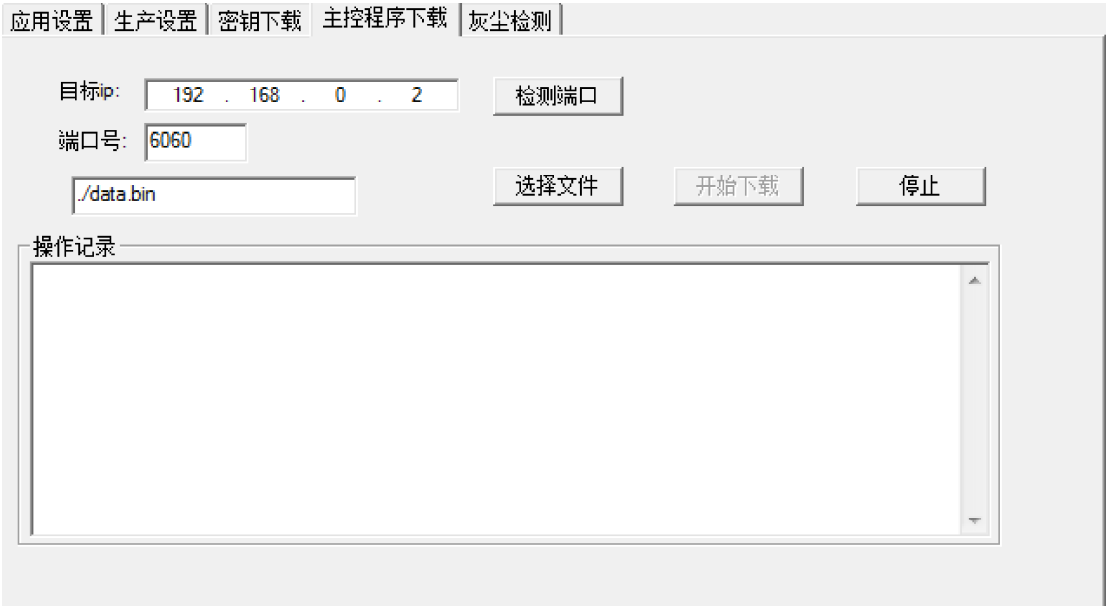 应用设置 生产设置 密钥下载 主控程序下载 灰尘检测
目标ip: 192 . 168 . 0 . 2 检测端口
端口号: 6060
./data.bin 选择文件 开始下载 停止
操作记录